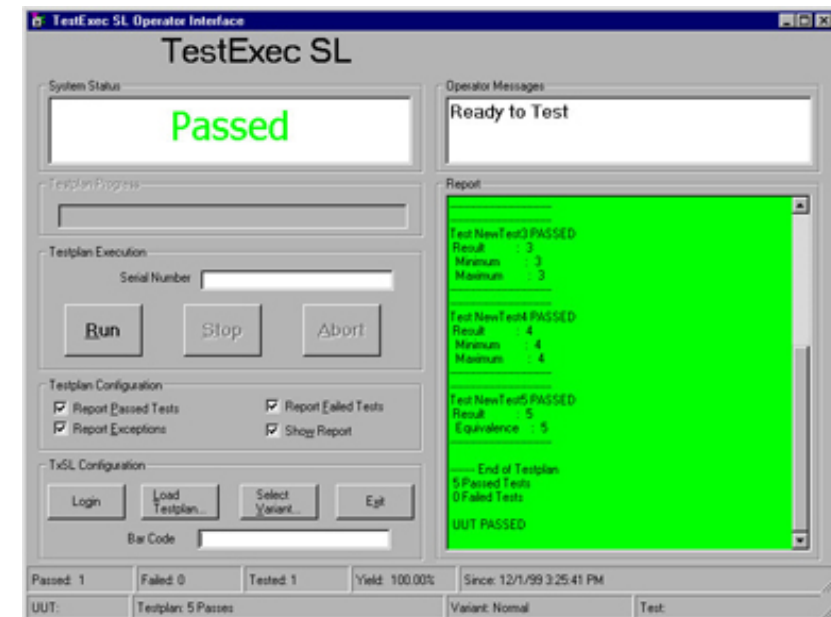 TestExec SL Operator Interface
TestExec SL
System Status
Passed
Operator Messages
Ready to Test
Testplan Progress
Testplan Execution
Serial Number
Run
Stop
Abort
Testplan Configuration
Report Passed Tests
Report Failed Tests
Report Exceptions
Show Report
TxSL Configuration
Login
Load Testplan...
Select Variant...
Exit
Bar Code
Report
Test NewTest3 PASSED
Result : 3
Minimum : 3
Maximum : 3
Test NewTest4 PASSED
Result : 4
Minimum : 4
Maximum : 4
Test NewTest5 PASSED
Result : 5
Equivalence : 5
------ End of Testplan
5 Passed Tests
0 Failed Tests
UUT PASSED
Passed: 1
Failed: 0
Tested: 1
Yield: 100.00%
Since: 12/1/99 3:25:41 PM
UUT:
Testplan: 5 Passes
Variant: Normal
Test: